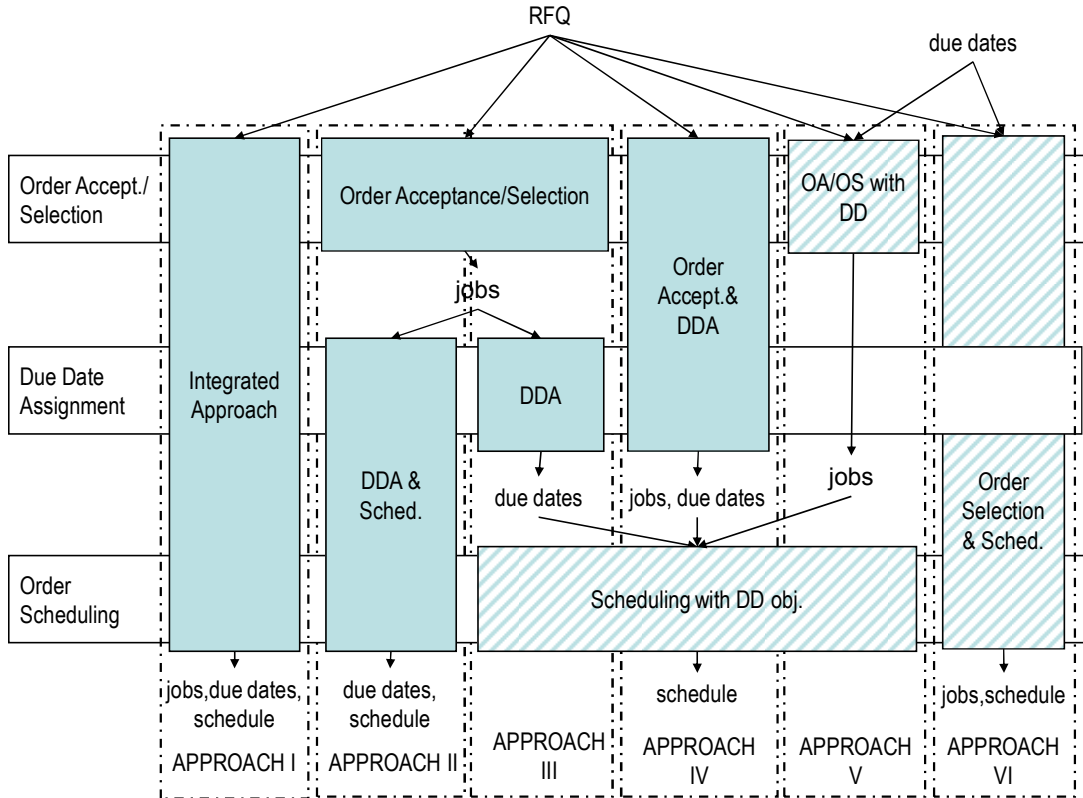 RFQ
due dates
Order Accept./
Selection
Order Acceptance/Selection
OA/OS with
DD
Order
Accept.&
DDA
jobs
Due Date
Assignment
Integrated
Approach
DDA
DDA &
Sched.
due dates
jobs, due dates
jobs
Order
Selection
& Sched.
Order
Scheduling
Scheduling with DD obj.
jobs,due dates,
schedule
due dates,
schedule
schedule
jobs,schedule
APPROACH I
APPROACH II
APPROACH
III
APPROACH
IV
APPROACH
V
APPROACH
VI